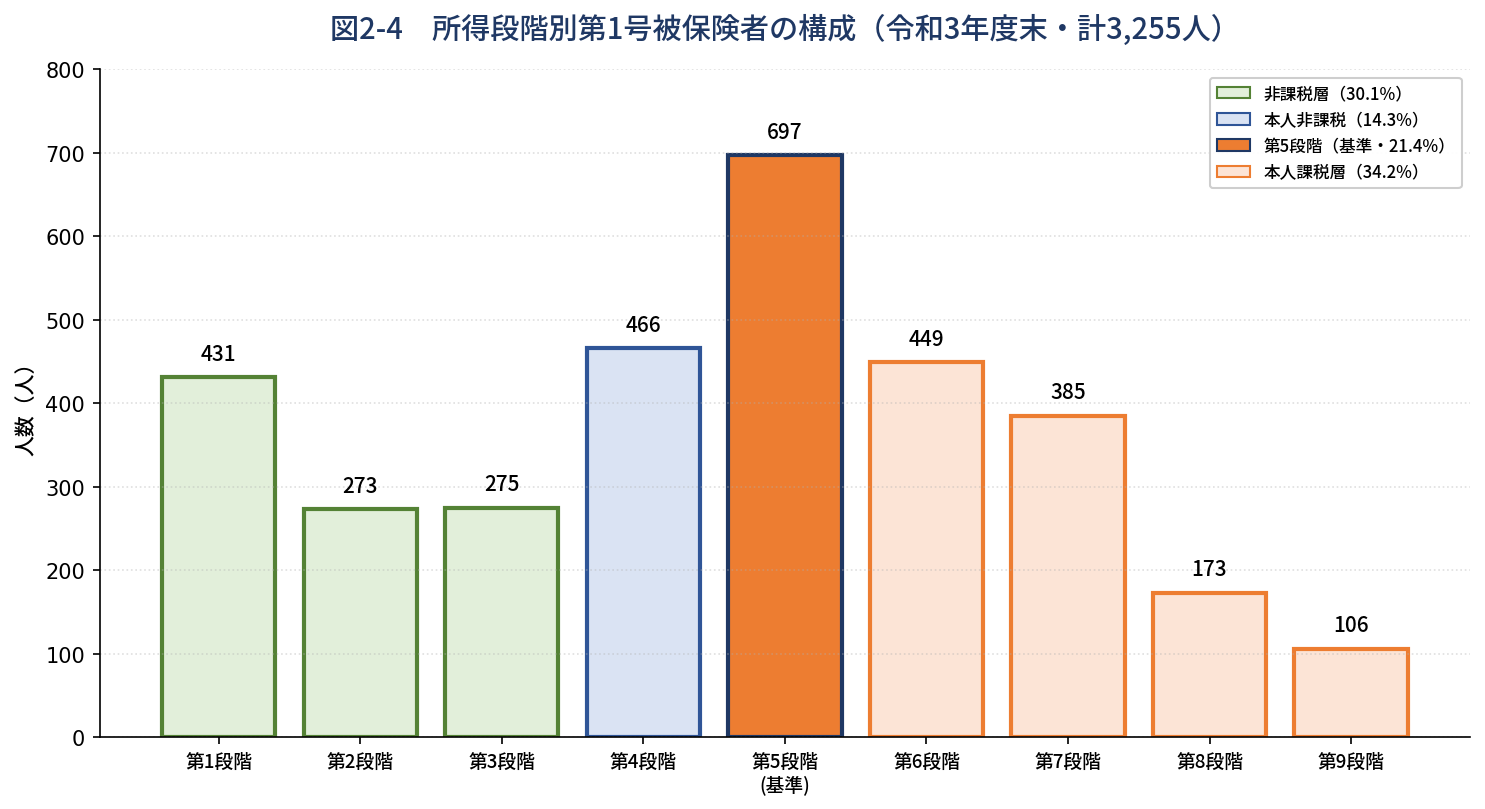 図2-4　所得段階別第1号被保険者の構成（令和3年度末・計3,255人）
非課税層（30.1%）
本人非課税（14.3%）
第5段階（基準・21.4%）
本人課税層（34.2%）
人数（人）
800
700
600
500
400
300
200
100
0
431
273
275
466
697
449
385
173
106
第1段階
第2段階
第3段階
第4段階
第5段階
(基準)
第6段階
第7段階
第8段階
第9段階